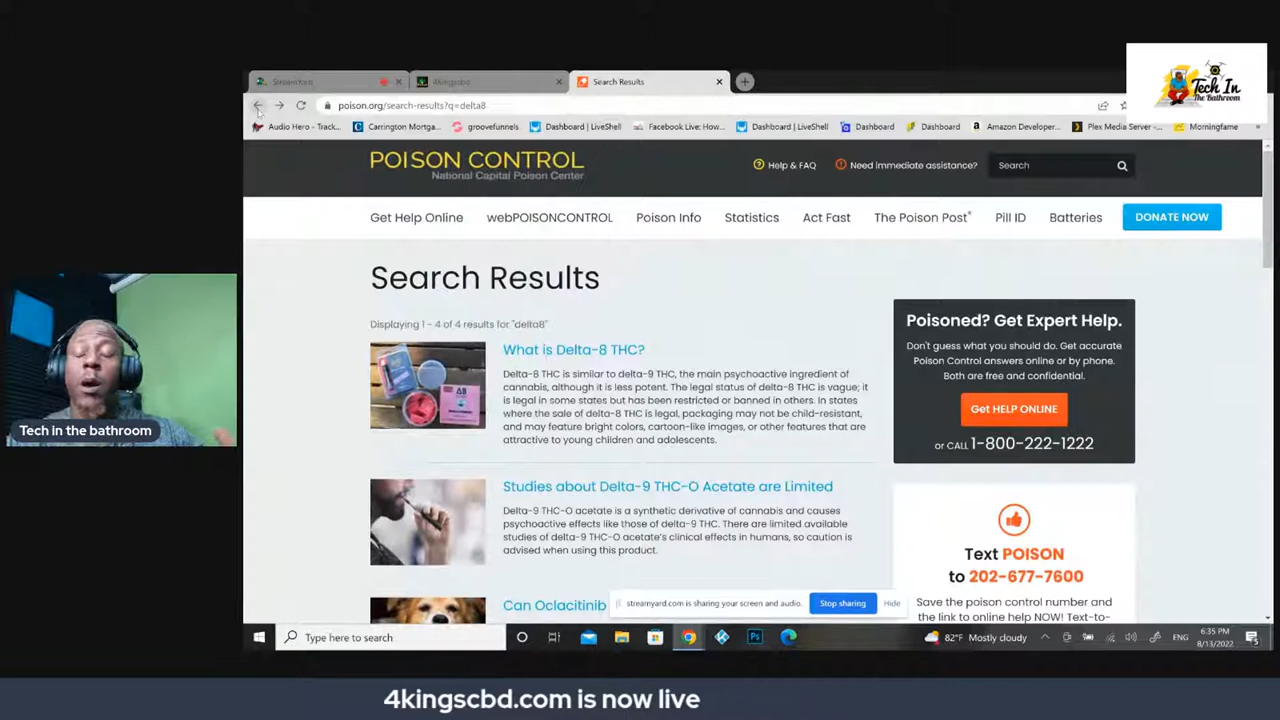 Tech In
The Bathroom
StreamYard
4kingscbd
Search Results
poison.org/search-results?q=delta8
Audio Hero - Track...
Carrington Mortga...
groovefunnels
Dashboard | LiveShell
Facebook Live: How...
Dashboard | LiveShell
Dashboard
Dashboard
Amazon Developer...
Plex Media Server -...
Morningfame
»
POISON CONTROL
National Capital Poison Center
Help & FAQ
Need immediate assistance?
Search
Get Help Online
webPOISONCONTROL
Poison Info
Statistics
Act Fast
The Poison Post®
Pill ID
Batteries
DONATE NOW
Search Results
Displaying 1 - 4 of 4 results for "delta8"
What is Delta-8 THC?
Delta-8 THC is similar to delta-9 THC, the main psychoactive ingredient of
cannabis, although it is less potent. The legal status of delta-8 THC is vague; it
is legal in some states but has been restricted or banned in others. In states
where the sale of delta-8 THC is legal, packaging may not be child-resistant,
and may feature bright colors, cartoon-like images, or other features that are
attractive to young children and adolescents.
Studies about Delta-9 THC-O Acetate are Limited
Delta-9 THC-O acetate is a synthetic derivative of cannabis and causes
psychoactive effects like those of delta-9 THC. There are limited available
studies of delta-9 THC-O acetate's clinical effects in humans, so caution is
advised when using this product.
Can Oclacitinib
Poisoned? Get Expert Help.
Don't guess what you should do. Get accurate
Poison Control answers online or by phone.
Both are free and confidential.
Get HELP ONLINE
or CALL 1-800-222-1222
Text POISON
to 202-677-7600
Save the poison control number and
the link to online help NOW! Text-to-
streamyard.com is sharing your screen and audio.
Stop sharing
Hide
Tech in the bathroom
Type here to search
Ps
82°F Mostly cloudy
ENG
6:35 PM
8/13/2022
4kingscbd.com is now live